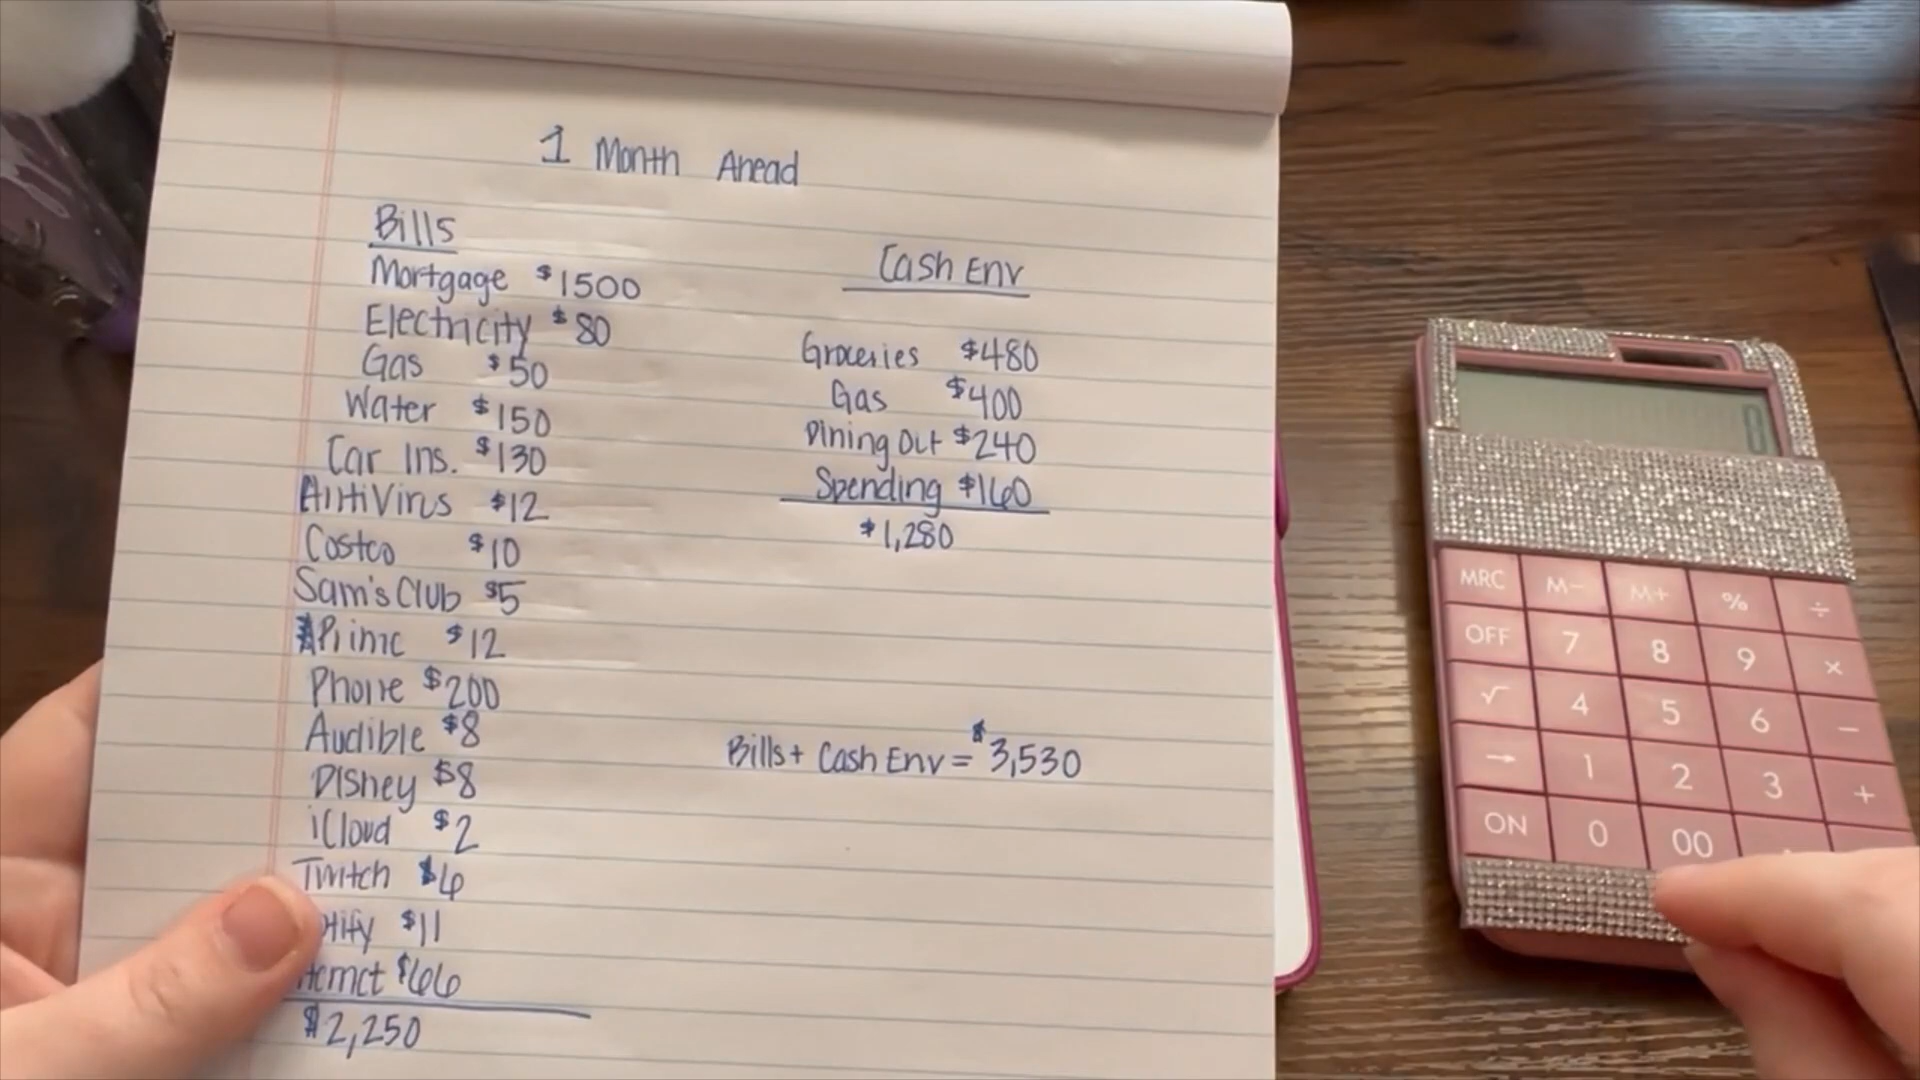 1 Month Ahead
Bills
Mortgage $1500
Electricity $80
Gas $50
Water $150
Car Ins. $130
AntiVirus $12
Costco $10
Sam's Club $5
Prime $12
Phone $200
Audible $8
Disney $8
iCloud $2
Twitch $6
$11
$66
$2,250
Cash Env
Groceries $480
Gas $400
Dining Out $240
Spending $160
$1,280
Bills + Cash Env = $3,530
0
MRC M- M+ % ÷
OFF 7 8 9 ×
√ 4 5 6 −
→ 1 2 3 +
ON 0 00